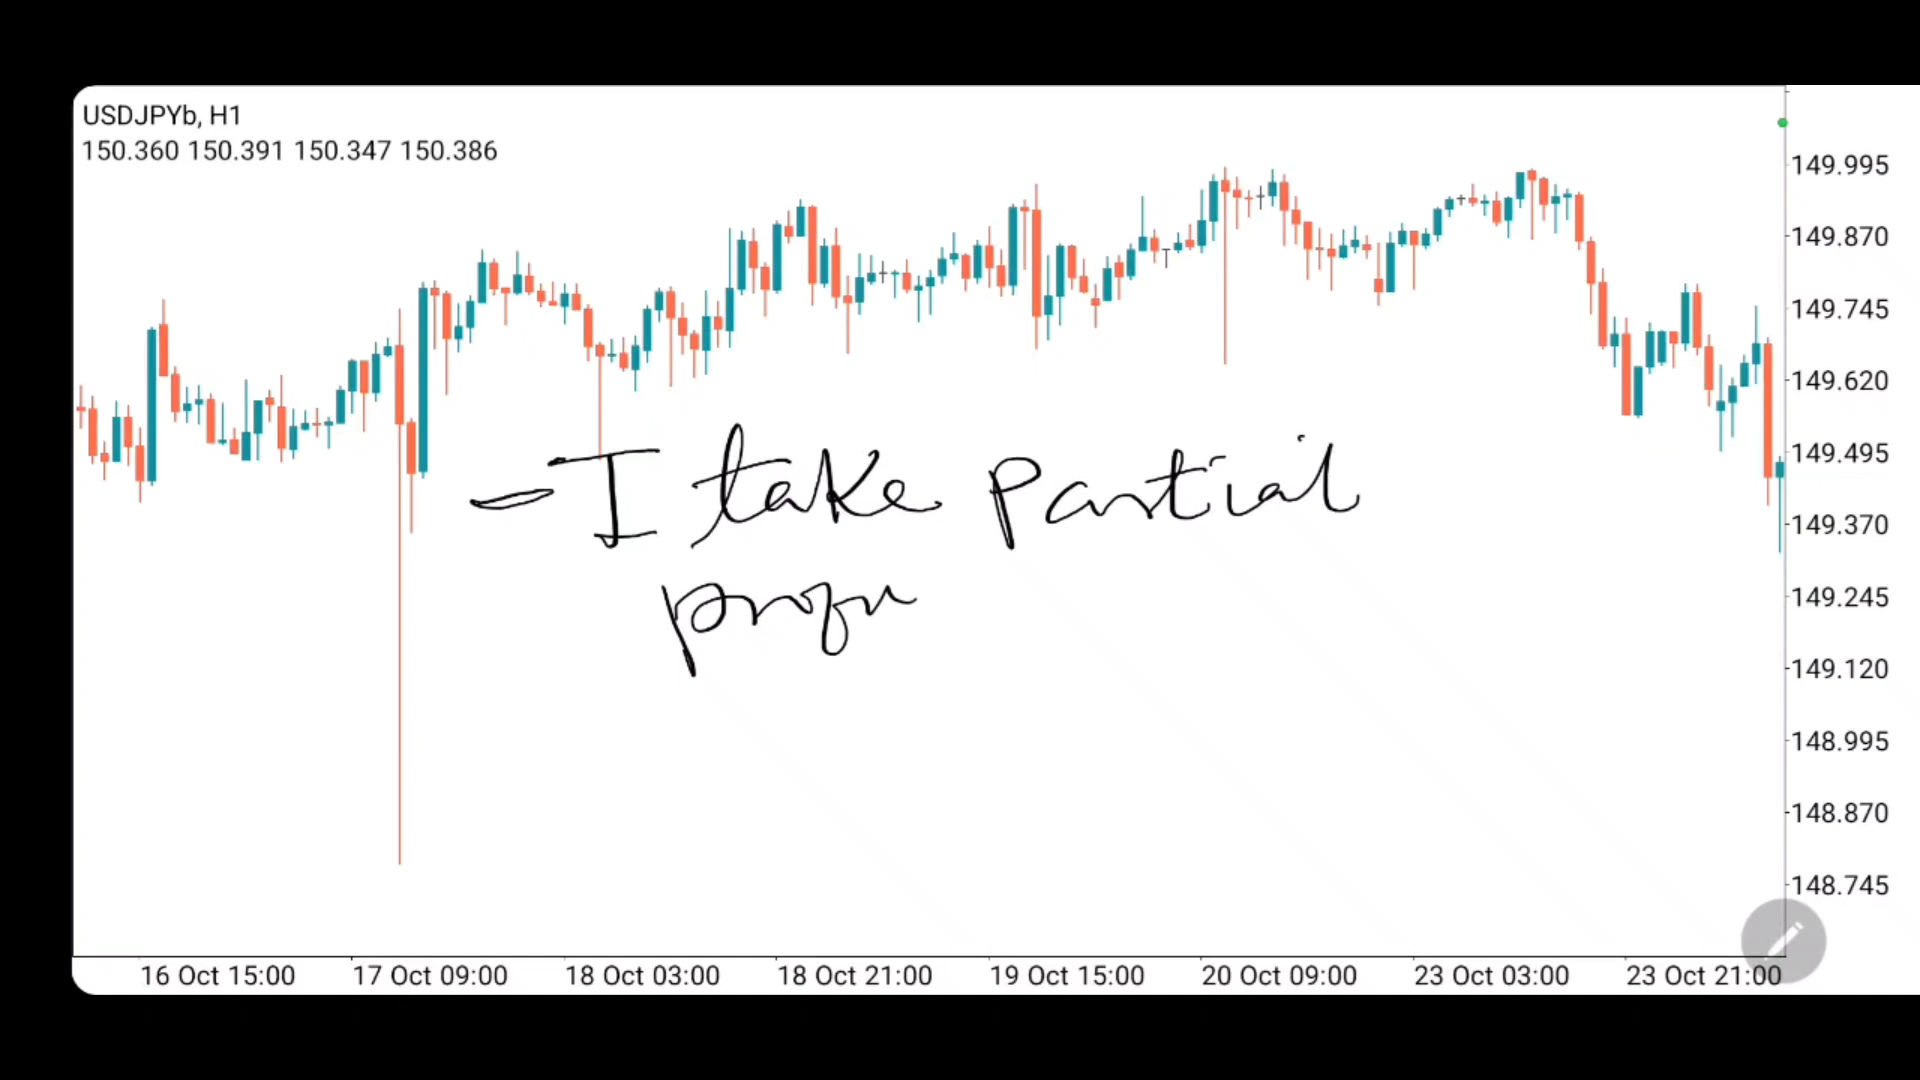 USDJPYb, H1
150.360 150.391 150.347 150.386
149.995
149.870
149.745
149.620
149.495
149.370
149.245
149.120
148.995
148.870
148.745
- I take Partial
profi
16 Oct 15:00 17 Oct 09:00 18 Oct 03:00 18 Oct 21:00 19 Oct 15:00 20 Oct 09:00 23 Oct 03:00 23 Oct 21:00